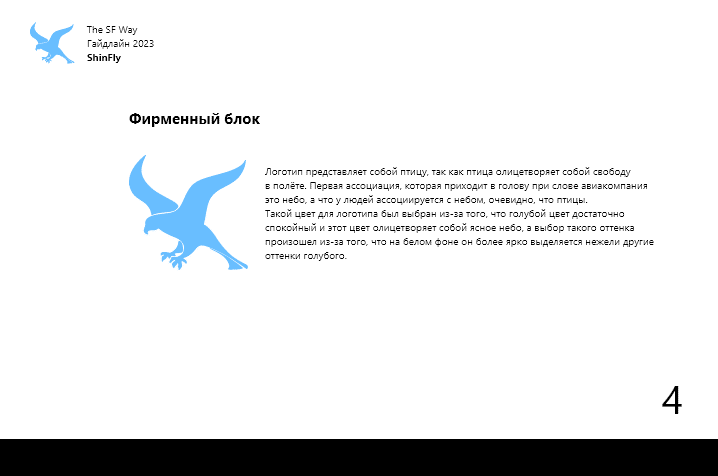 The SF Way
Гайдлайн 2023
ShinFly
Фирменный блок
Логотип представляет собой птицу, так как птица олицетворяет собой свободу
в полёте. Первая ассоциация, которая приходит в голову при слове авиакомпания
это небо, а что у людей ассоциируется с небом, очевидно, что птицы.
Такой цвет для логотипа был выбран из-за того, что голубой цвет достаточно
спокойный и этот цвет олицетворяет собой ясное небо, а выбор такого оттенка
произошел из-за того, что на белом фоне он более ярко выделяется нежели другие
оттенки голубого.
4